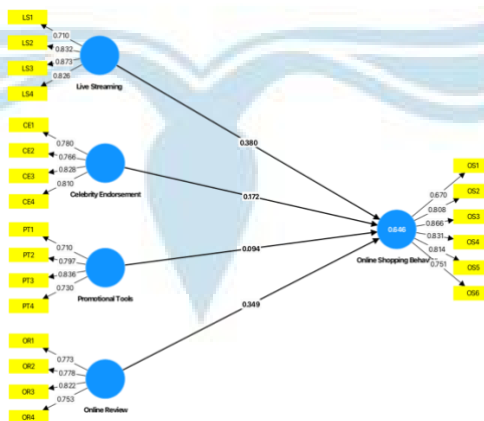 LS1
0.710
LS2
0.832
LS3
0.873
0.826
LS4
Live Streaming
0.380
CE1
0.780
CE2
0.766
CE3
0.828
0.810
CE4
Celebrity Endorsement
0.172
OS1
0.670
OS2
0.808
OS3
0.866
0.646
0.831
OS4
0.814
OS5
0.751
OS6
Online Shopping Behav
PT1
0.710
PT2
0.797
0.094
PT3
0.836
0.730
PT4
Promotional Tools
0.349
OR1
0.773
OR2
0.778
OR3
0.822
0.753
OR4
Online Review